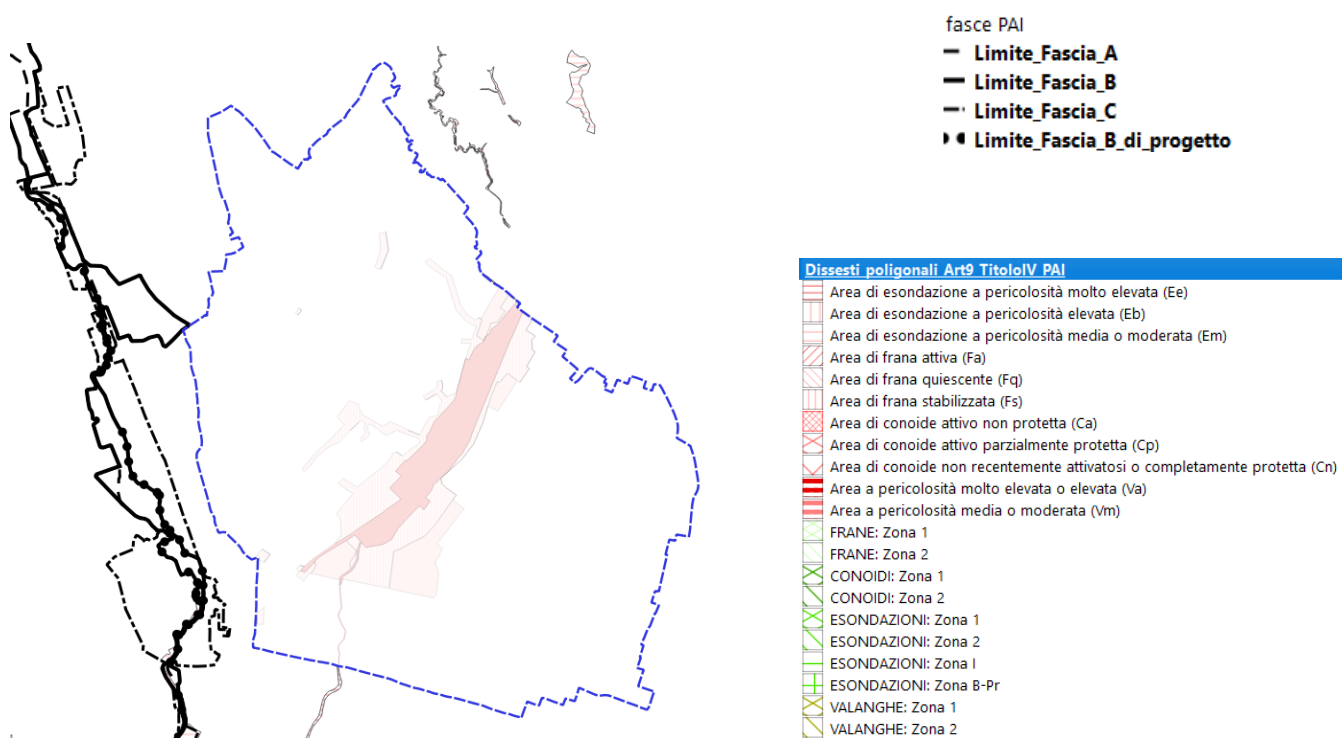 fasce PAI
Limite_Fascia_A
Limite_Fascia_B
Limite_Fascia_C
Limite_Fascia_B_di_progetto
Dissesti poligonali Art9 TitoloIV PAI
Area di esondazione a pericolosità molto elevata (Ee)
Area di esondazione a pericolosità elevata (Eb)
Area di esondazione a pericolosità media o moderata (Em)
Area di frana attiva (Fa)
Area di frana quiescente (Fq)
Area di frana stabilizzata (Fs)
Area di conoide attivo non protetta (Ca)
Area di conoide attivo parzialmente protetta (Cp)
Area di conoide non recentemente attivatosi o completamente protetta (Cn)
Area a pericolosità molto elevata o elevata (Va)
Area a pericolosità media o moderata (Vm)
FRANE: Zona 1
FRANE: Zona 2
CONOIDI: Zona 1
CONOIDI: Zona 2
ESONDAZIONI: Zona 1
ESONDAZIONI: Zona 2
ESONDAZIONI: Zona I
ESONDAZIONI: Zona B-Pr
VALANGHE: Zona 1
VALANGHE: Zona 2